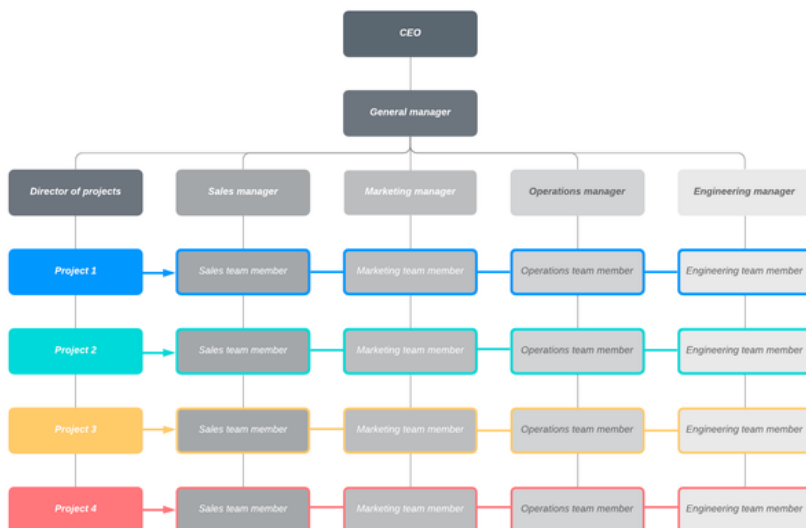 CEO
General manager
Director of projects
Sales manager
Marketing manager
Operations manager
Engineering manager
Project 1
Sales team member
Marketing team member
Operations team member
Engineering team member
Project 2
Sales team member
Marketing team member
Operations team member
Engineering team member
Project 3
Sales team member
Marketing team member
Operations team member
Engineering team member
Project 4
Sales team member
Marketing team member
Operations team member
Engineering team member